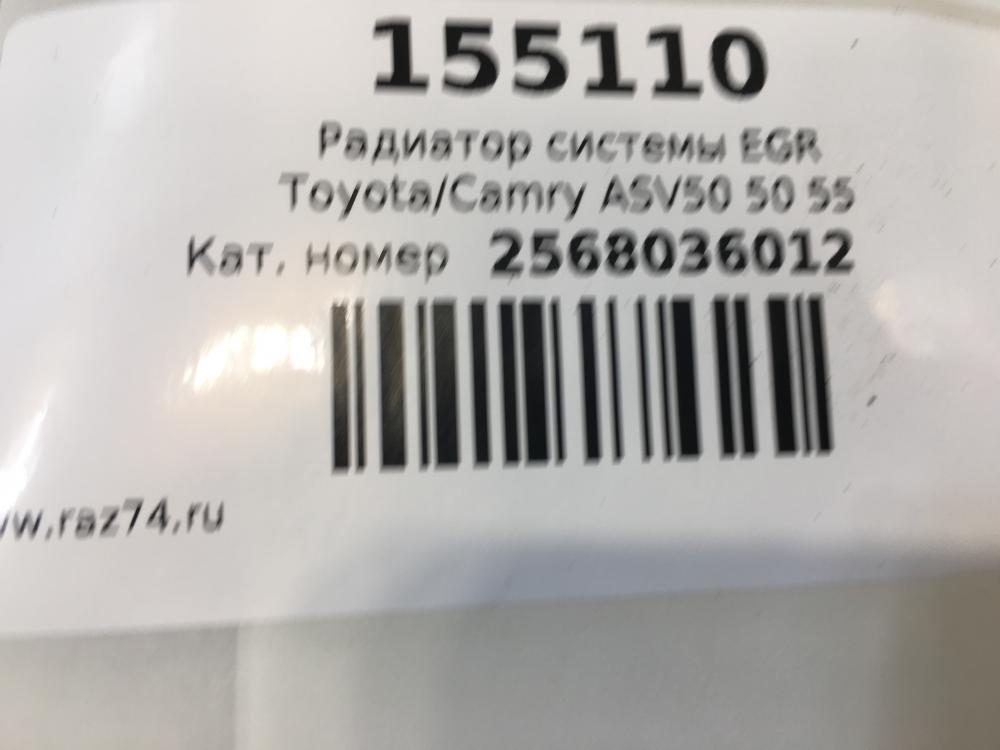 155110
Радиатор системы EGR
Toyota/Camry ASV50 50 55
Кат. номер 2568036012
w.raz74.ru